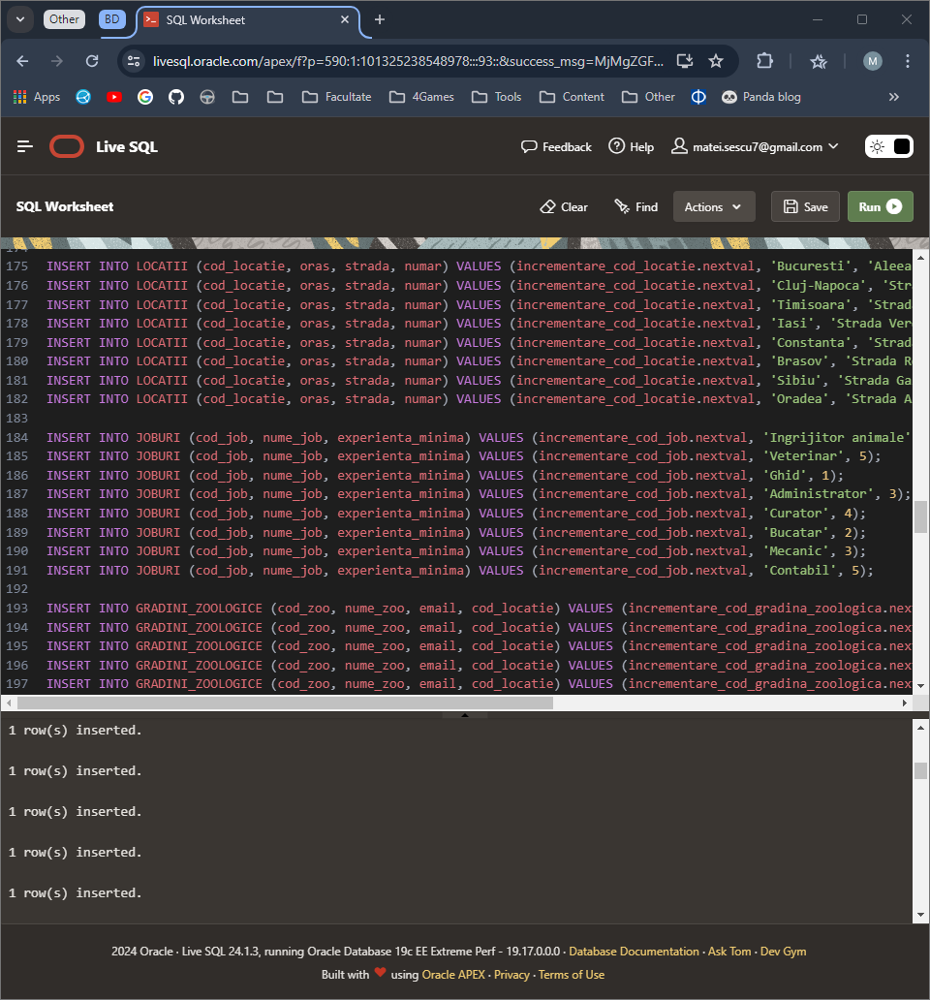 Other BD SQL Worksheet
livesql.oracle.com/apex/f?p=590:1:101325238548978:::93::&success_msg=MjMgZGF... M
Apps Facultate 4Games Tools Content Other Panda blog
Live SQL Feedback Help matei.sescu7@gmail.com
SQL Worksheet Clear Find Actions Save Run
175 INSERT INTO LOCATII (cod_locatie, oras, strada, numar) VALUES (incrementare_cod_locatie.nextval, 'Bucuresti', 'Aleea
176 INSERT INTO LOCATII (cod_locatie, oras, strada, numar) VALUES (incrementare_cod_locatie.nextval, 'Cluj-Napoca', 'Str
177 INSERT INTO LOCATII (cod_locatie, oras, strada, numar) VALUES (incrementare_cod_locatie.nextval, 'Timisoara', 'Strada
178 INSERT INTO LOCATII (cod_locatie, oras, strada, numar) VALUES (incrementare_cod_locatie.nextval, 'Iasi', 'Strada Ver
179 INSERT INTO LOCATII (cod_locatie, oras, strada, numar) VALUES (incrementare_cod_locatie.nextval, 'Constanta', 'Strad
180 INSERT INTO LOCATII (cod_locatie, oras, strada, numar) VALUES (incrementare_cod_locatie.nextval, 'Brasov', 'Strada R
181 INSERT INTO LOCATII (cod_locatie, oras, strada, numar) VALUES (incrementare_cod_locatie.nextval, 'Sibiu', 'Strada Ga
182 INSERT INTO LOCATII (cod_locatie, oras, strada, numar) VALUES (incrementare_cod_locatie.nextval, 'Oradea', 'Strada A
183
184 INSERT INTO JOBURI (cod_job, nume_job, experienta_minima) VALUES (incrementare_cod_job.nextval, 'Ingrijitor animale'
185 INSERT INTO JOBURI (cod_job, nume_job, experienta_minima) VALUES (incrementare_cod_job.nextval, 'Veterinar', 5);
186 INSERT INTO JOBURI (cod_job, nume_job, experienta_minima) VALUES (incrementare_cod_job.nextval, 'Ghid', 1);
187 INSERT INTO JOBURI (cod_job, nume_job, experienta_minima) VALUES (incrementare_cod_job.nextval, 'Administrator', 3);
188 INSERT INTO JOBURI (cod_job, nume_job, experienta_minima) VALUES (incrementare_cod_job.nextval, 'Curator', 4);
189 INSERT INTO JOBURI (cod_job, nume_job, experienta_minima) VALUES (incrementare_cod_job.nextval, 'Bucatar', 2);
190 INSERT INTO JOBURI (cod_job, nume_job, experienta_minima) VALUES (incrementare_cod_job.nextval, 'Mecanic', 3);
191 INSERT INTO JOBURI (cod_job, nume_job, experienta_minima) VALUES (incrementare_cod_job.nextval, 'Contabil', 5);
192
193 INSERT INTO GRADINI_ZOOLOGICE (cod_zoo, nume_zoo, email, cod_locatie) VALUES (incrementare_cod_gradina_zoologica.nex
194 INSERT INTO GRADINI_ZOOLOGICE (cod_zoo, nume_zoo, email, cod_locatie) VALUES (incrementare_cod_gradina_zoologica.nex
195 INSERT INTO GRADINI_ZOOLOGICE (cod_zoo, nume_zoo, email, cod_locatie) VALUES (incrementare_cod_gradina_zoologica.nex
196 INSERT INTO GRADINI_ZOOLOGICE (cod_zoo, nume_zoo, email, cod_locatie) VALUES (incrementare_cod_gradina_zoologica.nex
197 INSERT INTO GRADINI_ZOOLOGICE (cod_zoo, nume_zoo, email, cod_locatie) VALUES (incrementare_cod_gradina_zoologica.nex
1 row(s) inserted.
1 row(s) inserted.
1 row(s) inserted.
1 row(s) inserted.
1 row(s) inserted.
2024 Oracle · Live SQL 24.1.3, running Oracle Database 19c EE Extreme Perf - 19.17.0.0.0 · Database Documentation · Ask Tom · Dev Gym
Built with ❤ using Oracle APEX · Privacy · Terms of Use